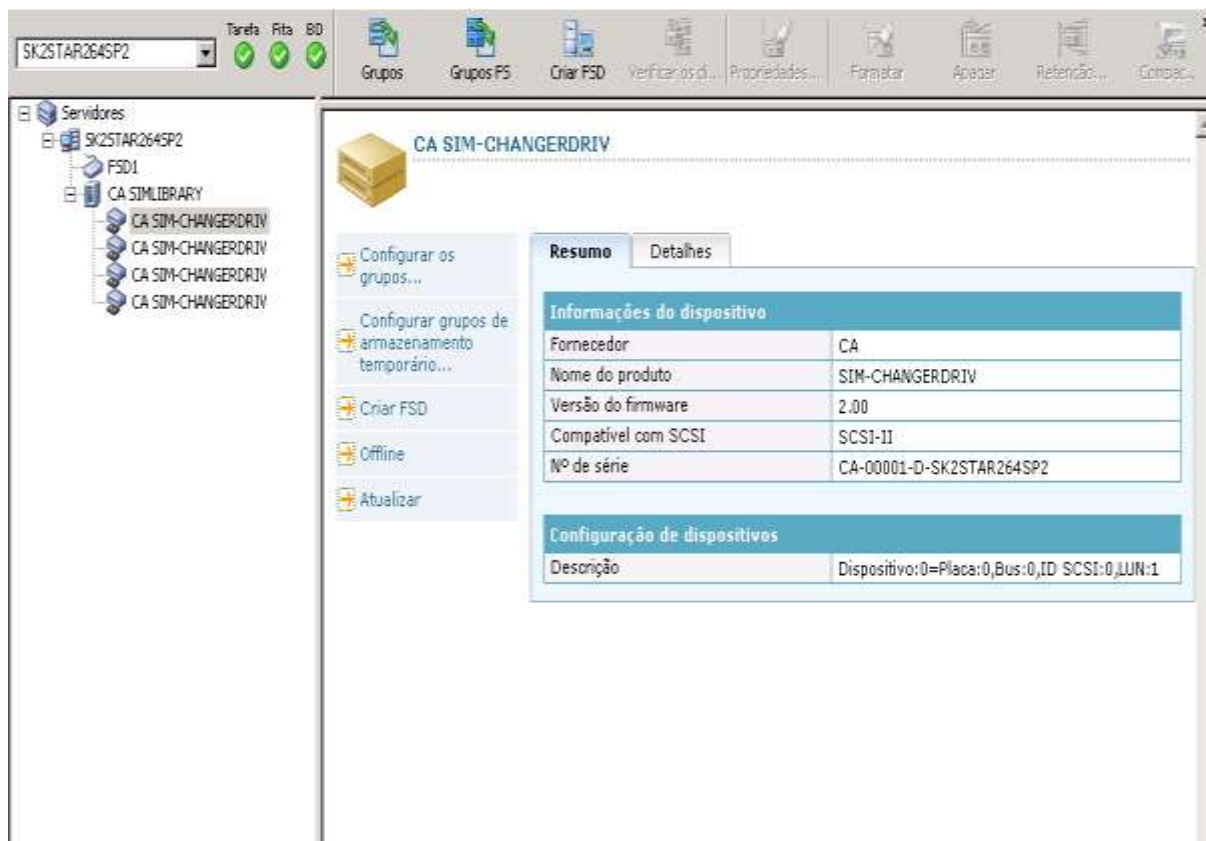 SK2STAR264SP2
Tarefa Fita BD
Grupos
Grupos FS
Criar FSD
Verificar os d...
Propriedades...
Formatar
Apagar
Retenção...
Compac...
Servidores
SK2STAR264SP2
FSD1
CA SIMLIBRARY
CA SIM-CHANGERDRIV
CA SIM-CHANGERDRIV
CA SIM-CHANGERDRIV
CA SIM-CHANGERDRIV
CA SIM-CHANGERDRIV
Configurar os
grupos...
Configurar grupos de
armazenamento
temporário...
Criar FSD
Offline
Atualizar
Resumo Detalhes
Informações do dispositivo
Fornecedor CA
Nome do produto SIM-CHANGERDRIV
Versão do firmware 2.00
Compatível com SCSI SCSI-II
Nº de série CA-00001-D-SK2STAR264SP2
Configuração de dispositivos
Descrição Dispositivo:0=Placa:0,Bus:0,ID SCSI:0,LUN:1